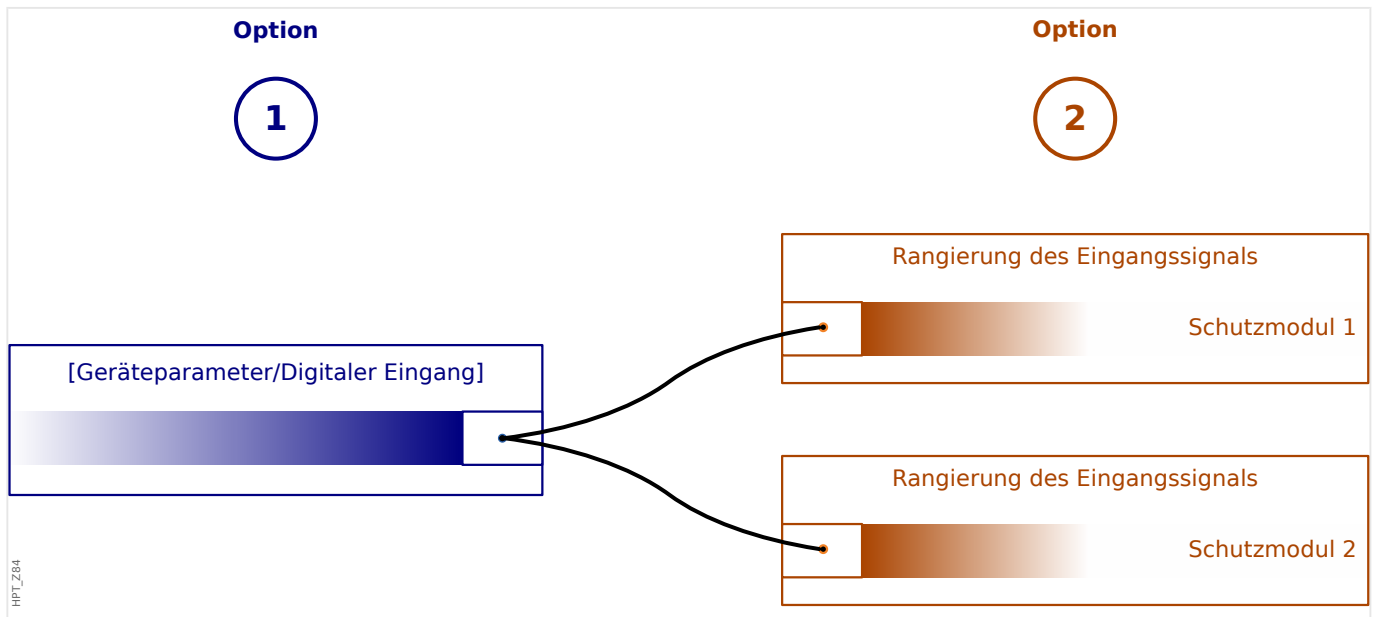 Option
1
Option
2
[Geräteparameter/Digitaler Eingang]
Rangierung des Eingangssignals
Schutzmodul 1
Rangierung des Eingangssignals
Schutzmodul 2
HPT_Z84